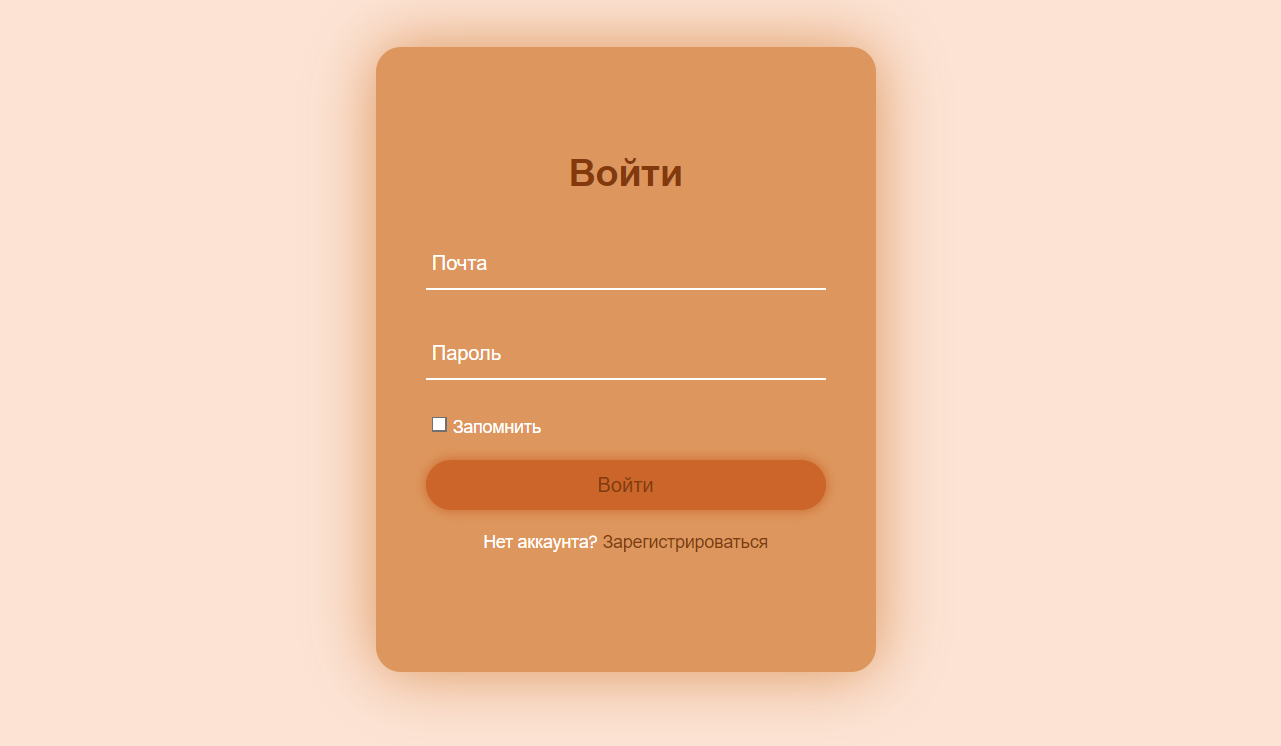 Войти
Почта
Пароль
Запомнить
Войти
Нет аккаунта? Зарегистрироваться